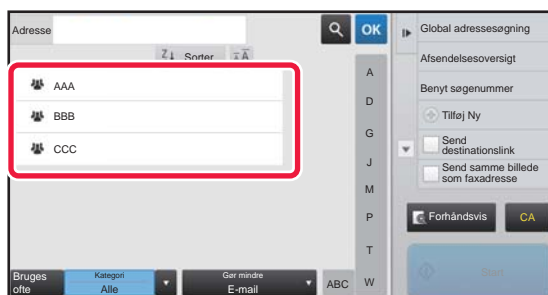 Adresse
OK
Sorter
AAA
BBB
CCC
A
D
G
J
M
P
T
W
ABC
Bruges ofte
Kategori
Alle
Gør mindre
E-mail
Global adressesøgning
Afsendelsesoversigt
Benyt søgenummer
Tilføj Ny
Send
destinationslink
Send samme billede
som faxadresse
Forhåndsvis
CA
Start